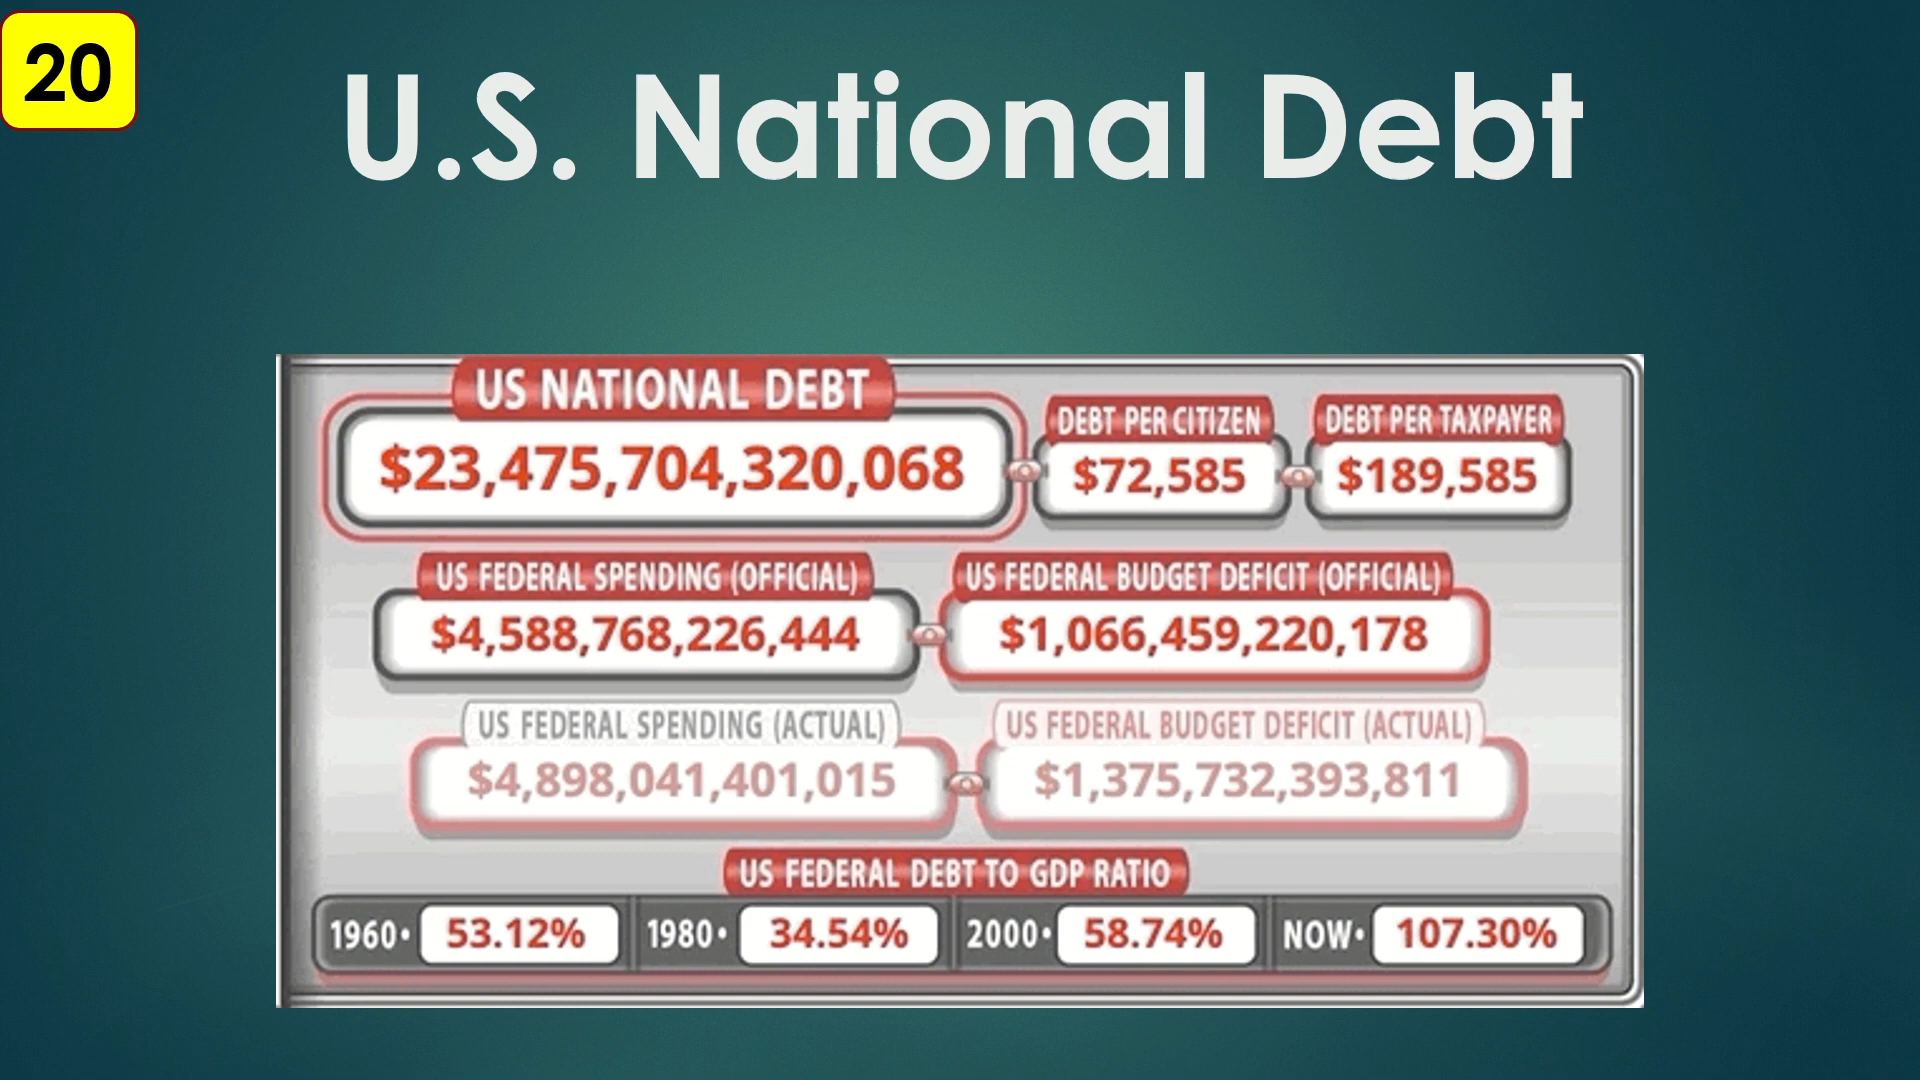 20
U.S. National Debt
US NATIONAL DEBT
$23,475,704,320,068
DEBT PER CITIZEN
$72,585
DEBT PER TAXPAYER
$189,585
US FEDERAL SPENDING (OFFICIAL)
$4,588,768,226,444
US FEDERAL BUDGET DEFICIT (OFFICIAL)
$1,066,459,220,178
US FEDERAL SPENDING (ACTUAL)
$4,898,041,401,015
US FEDERAL BUDGET DEFICIT (ACTUAL)
$1,375,732,393,811
US FEDERAL DEBT TO GDP RATIO
1960• 53.12% 1980• 34.54% 2000• 58.74% NOW• 107.30%